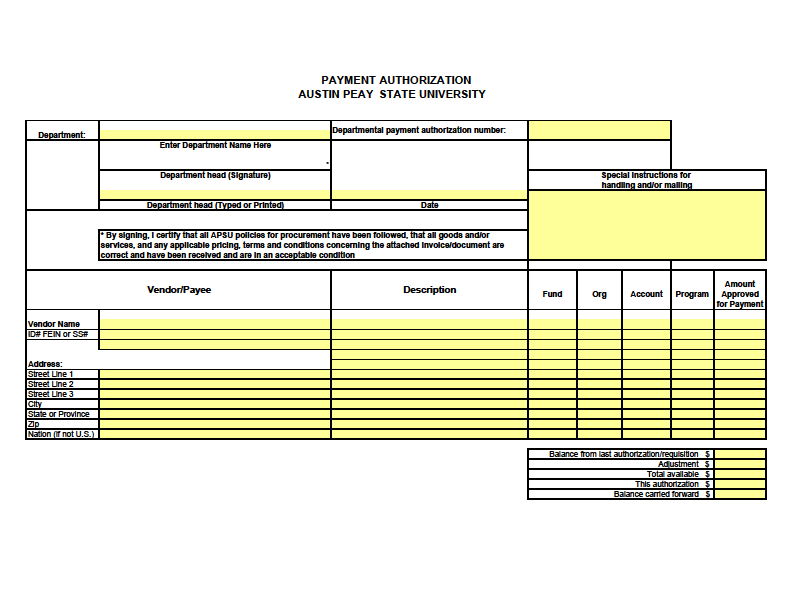 PAYMENT AUTHORIZATION
AUSTIN PEAY STATE UNIVERSITY
Department:
Departmental payment authorization number:
Enter Department Name Here
*
Department head (Signature)
Special Instructions for
handling and/or mailing
Department head (Typed or Printed)
Date
* By signing, I certify that all APSU policies for procurement have been followed, that all goods and/or
services, and any applicable pricing, terms and conditions concerning the attached invoice/document are
correct and have been received and are in an acceptable condition
Vendor/Payee
Description
Fund
Org
Account
Program
Amount
Approved
for Payment
Vendor Name
ID# FEIN or SS#
Address:
Street Line 1
Street Line 2
Street Line 3
City
State or Province
Zip
Nation (if not U.S.)
Balance from last authorization/requisition $
Adjustment $
Total available $
This authorization $
Balance carried forward $